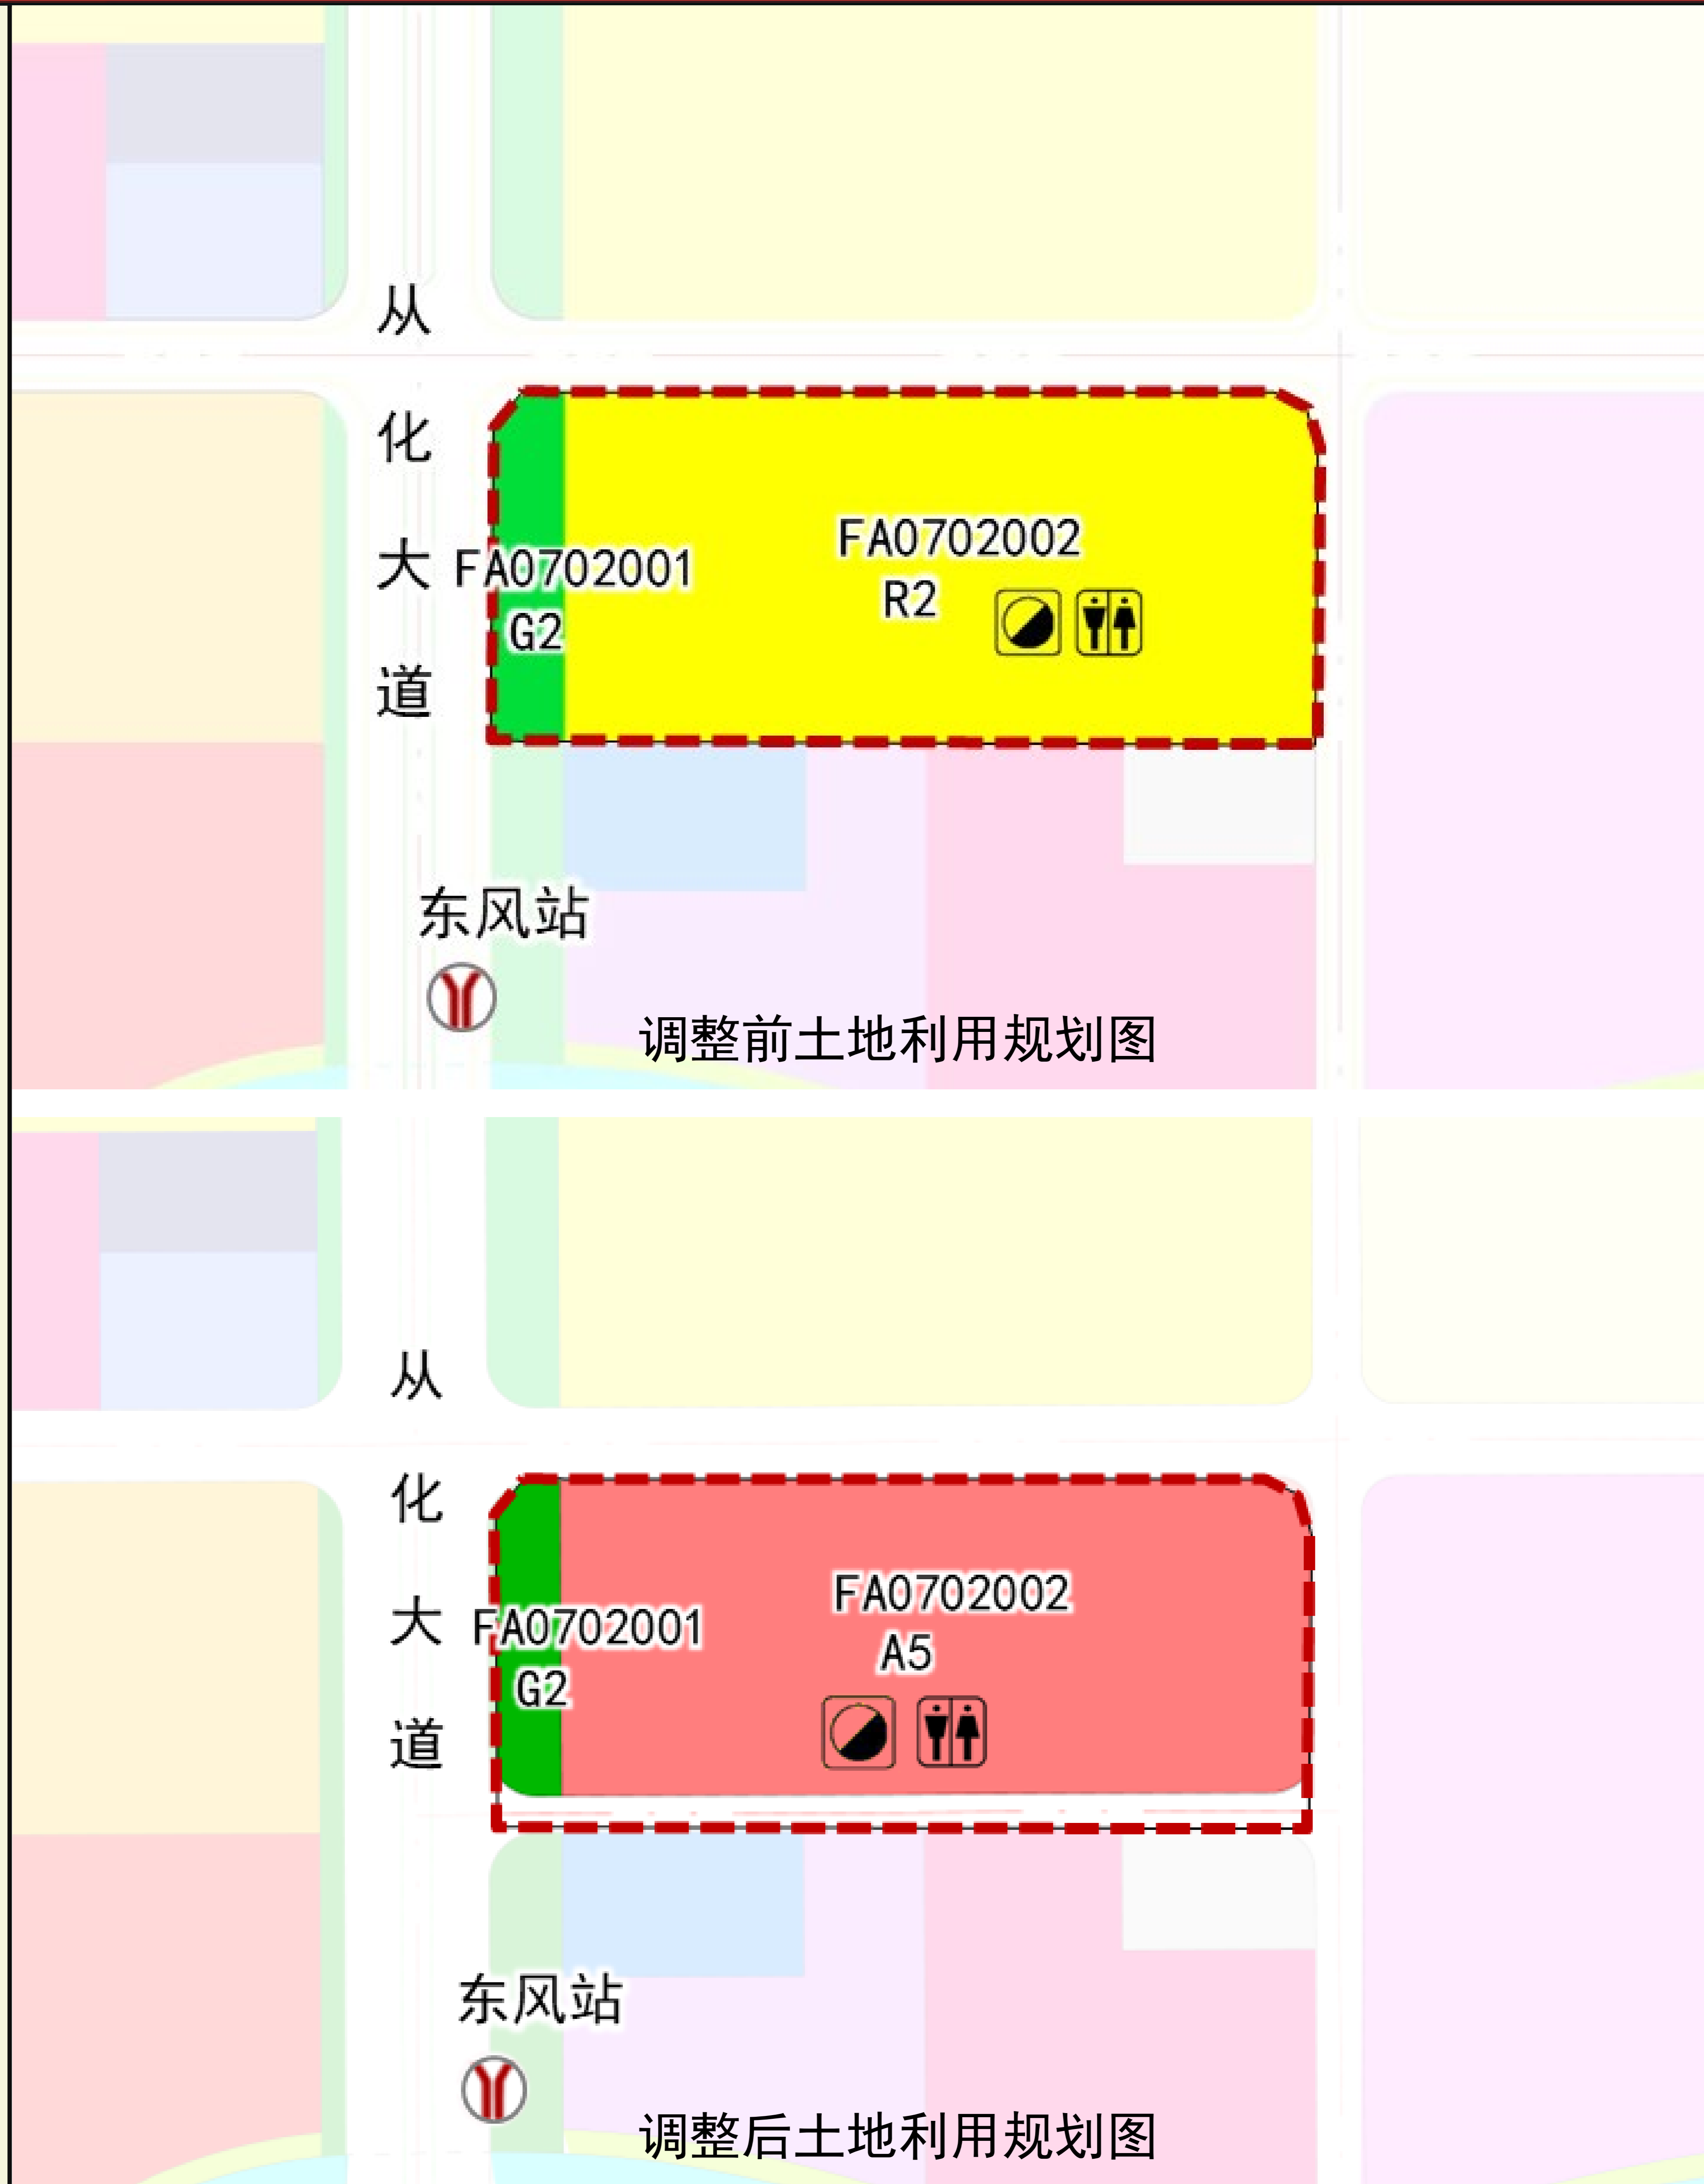 从
化
大
道
FA0702001
G2
FA0702002
R2
东风站
调整前土地利用规划图
从
化
大
道
FA0702001
G2
FA0702002
A5
东风站
调整后土地利用规划图